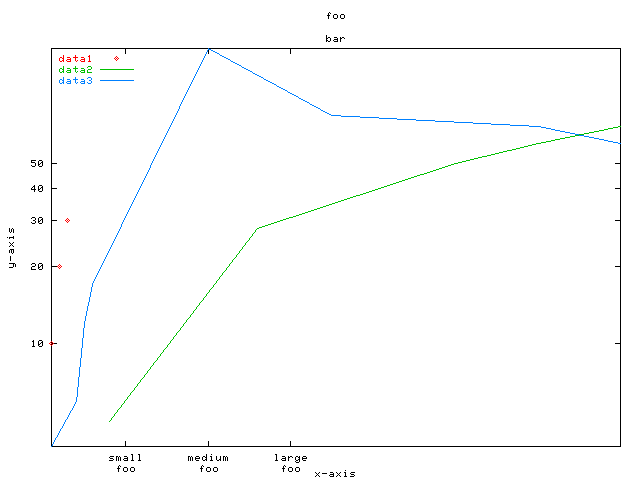 foo
bar
data1
data2
data3
50
40
30
20
10
y-axis
small medium large
foo foo foo
x-axis